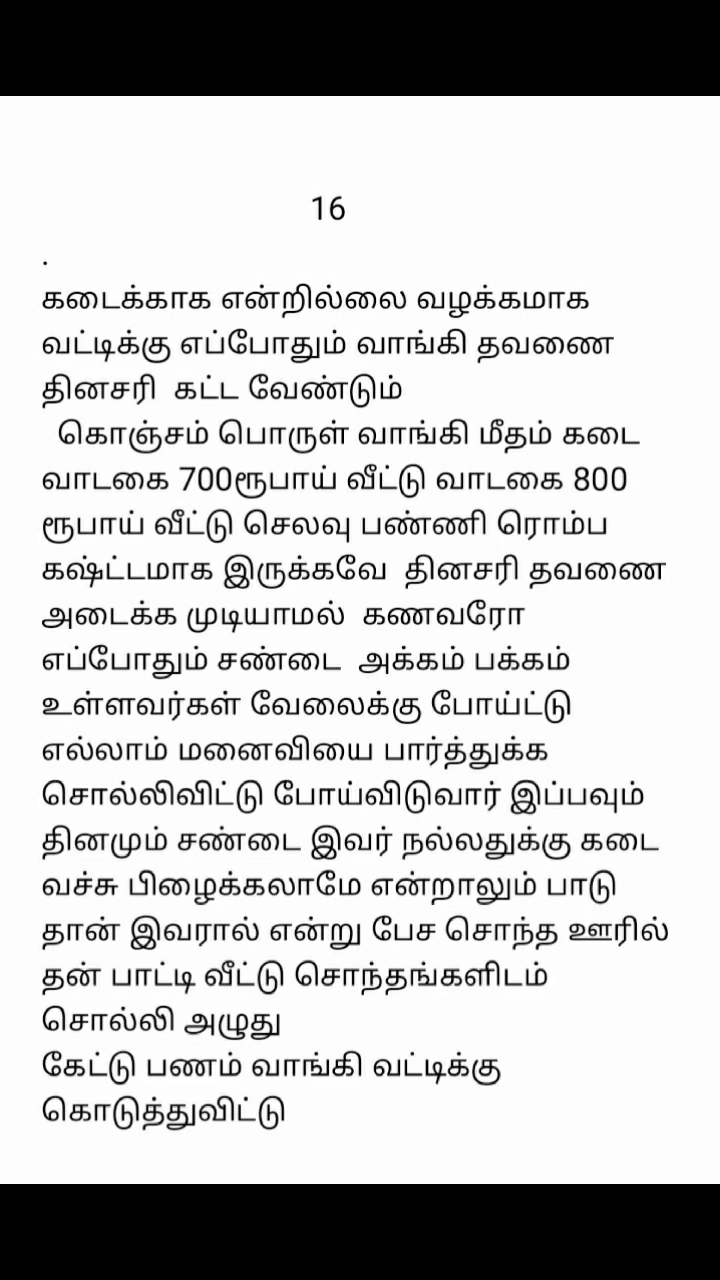 16
.
கடைக்காக என்றில்லை வழக்கமாக
வட்டிக்கு எப்போதும் வாங்கி தவணை
தினசரி  கட்ட வேண்டும்
கொஞ்சம் பொருள் வாங்கி மீதம் கடை
வாடகை 700ரூபாய் வீட்டு வாடகை 800
ரூபாய் வீட்டு செலவு பண்ணி ரொம்ப
கஷ்ட்டமாக இருக்கவே  தினசரி தவணை
அடைக்க முடியாமல்  கணவரோ
எப்போதும் சண்டை  அக்கம் பக்கம்
உள்ளவர்கள் வேலைக்கு போய்ட்டு
எல்லாம் மனைவியை பார்த்துக்க
சொல்லிவிட்டு போய்விடுவார் இப்பவும்
தினமும் சண்டை இவர் நல்லதுக்கு கடை
வச்சு பிழைக்கலாமே என்றாலும் பாடு
தான் இவரால் என்று பேச சொந்த ஊரில்
தன் பாட்டி வீட்டு சொந்தங்களிடம்
சொல்லி அழுது
கேட்டு பணம் வாங்கி வட்டிக்கு
கொடுத்துவிட்டு